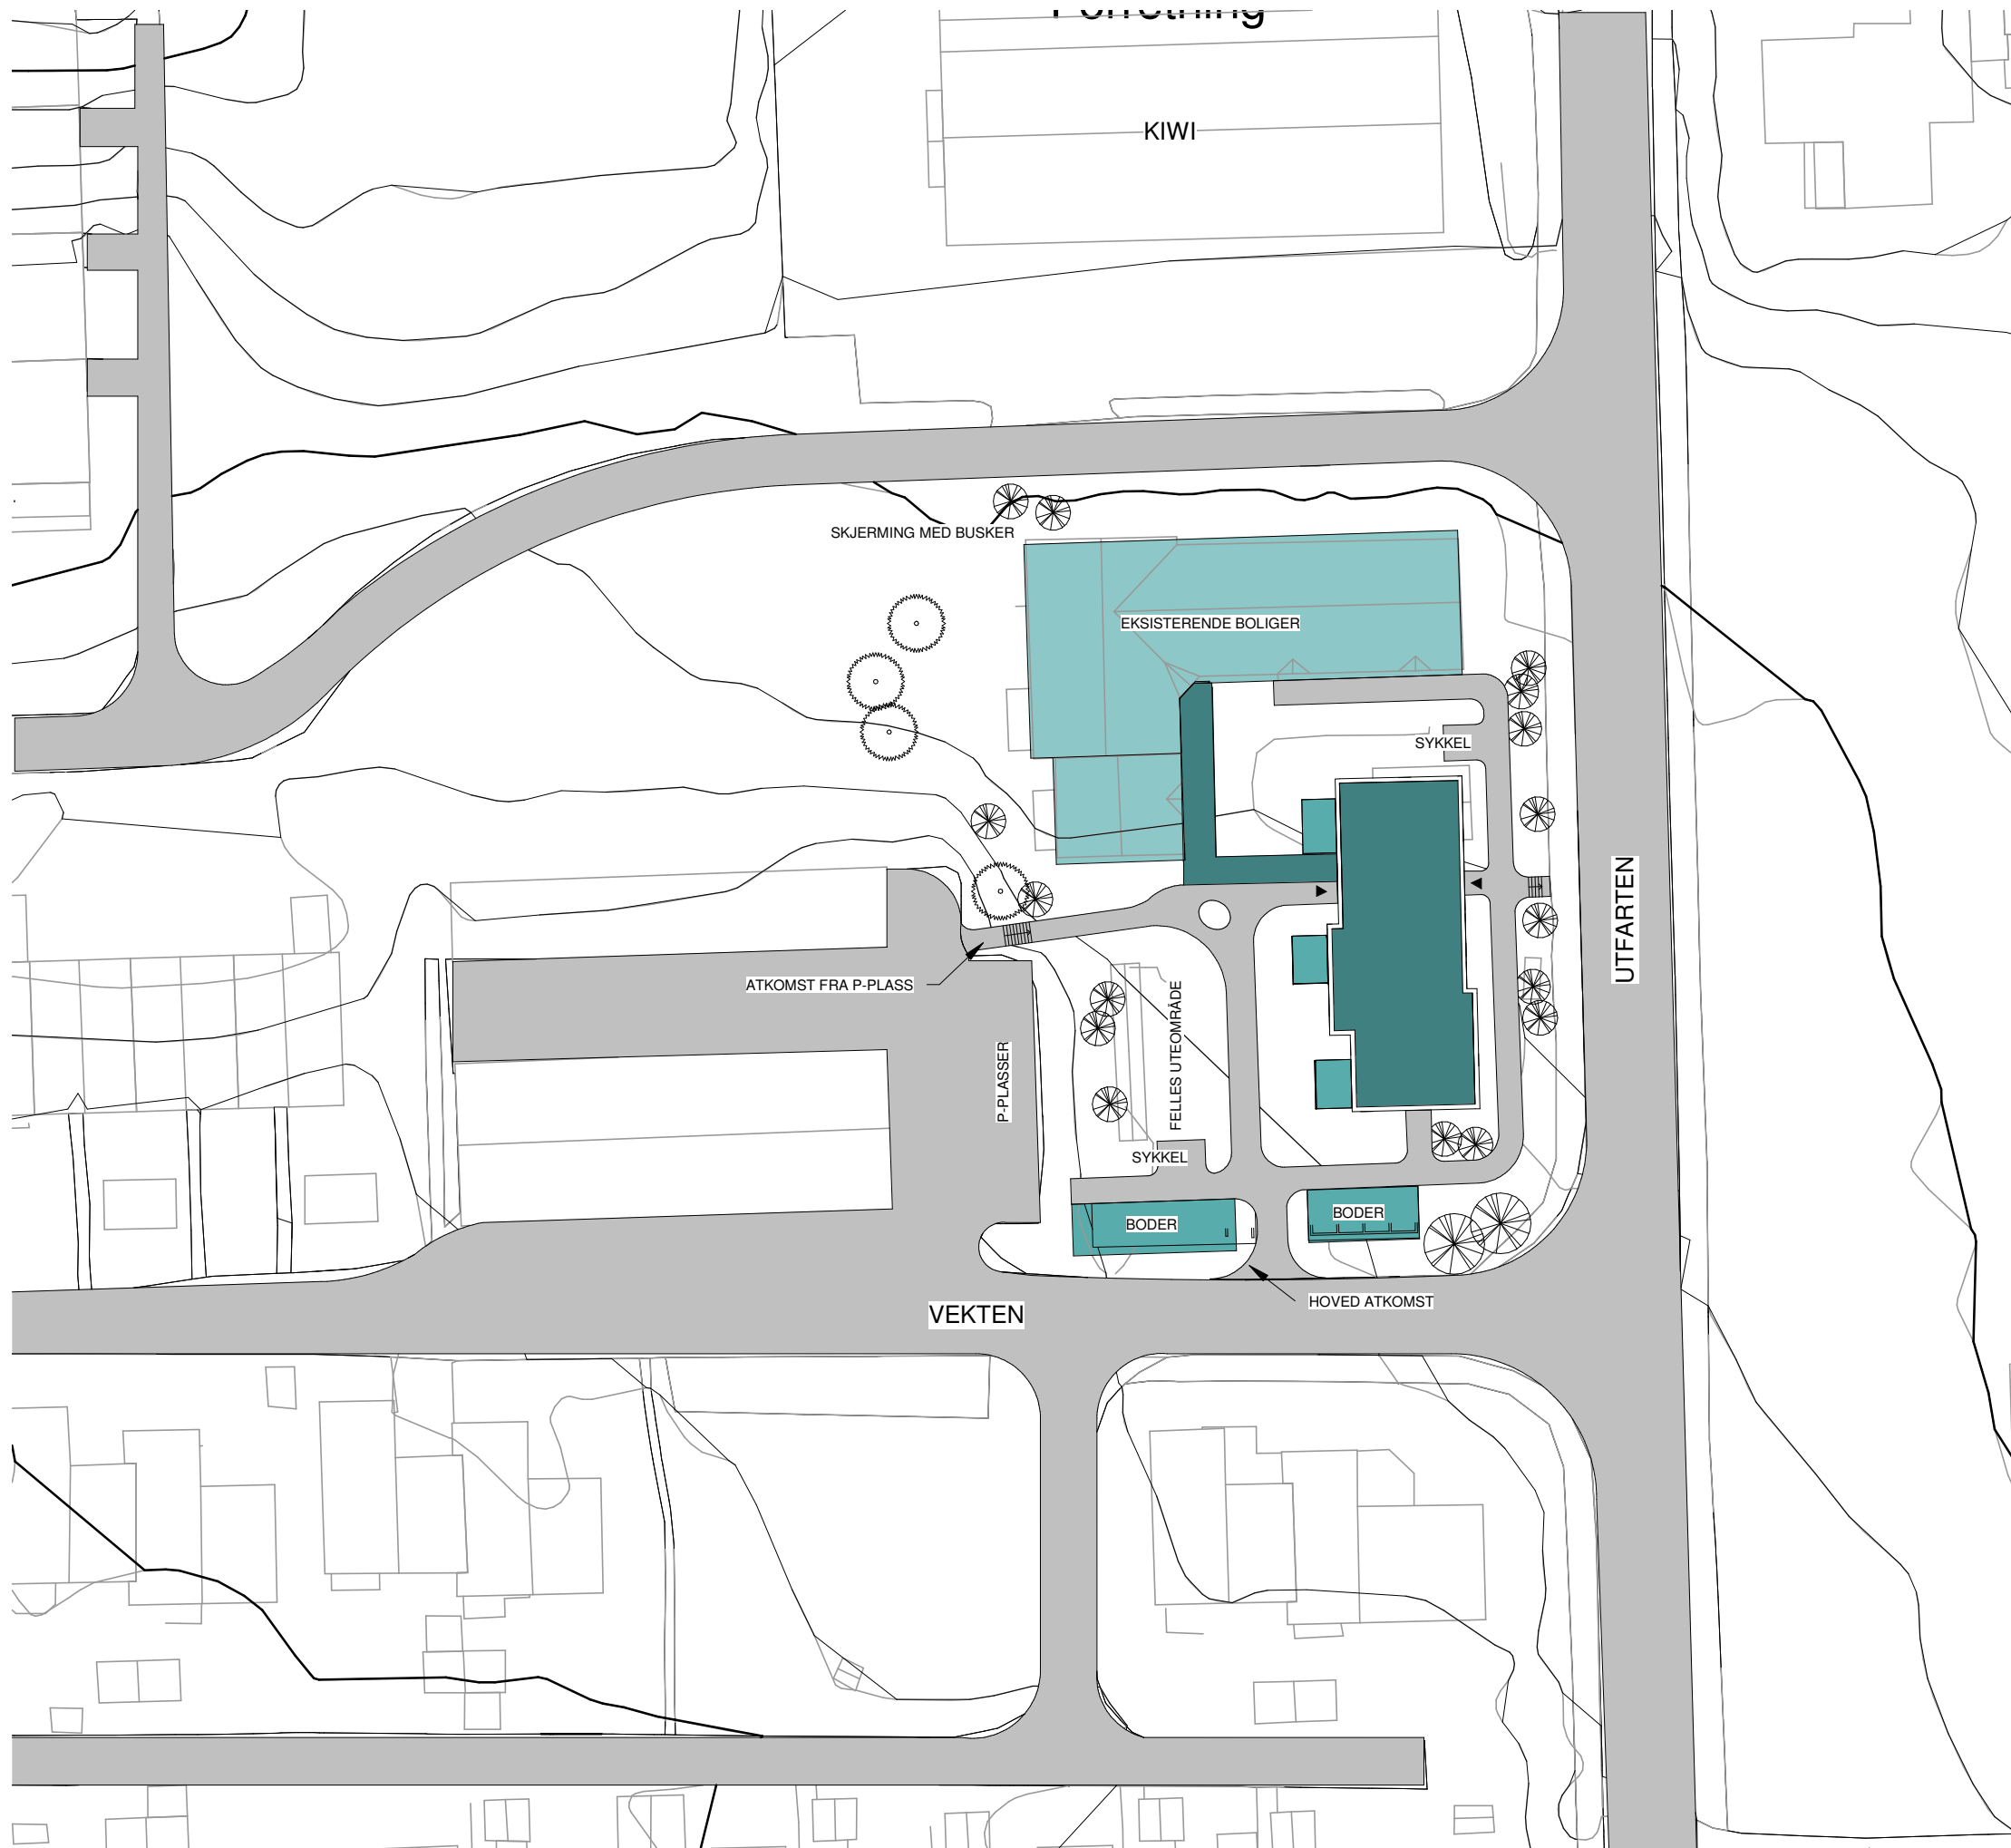 Forretning
KIWI
SKJERMING MED BUSKER
EKSISTERENDE BOLIGER
SYKKEL
UTFARTEN
ATKOMST FRA P-PLASS
P-PLASSER
FELLES UTEOMRÅDE
SYKKEL
BODER
BODER
HOVED ATKOMST
VEKTEN